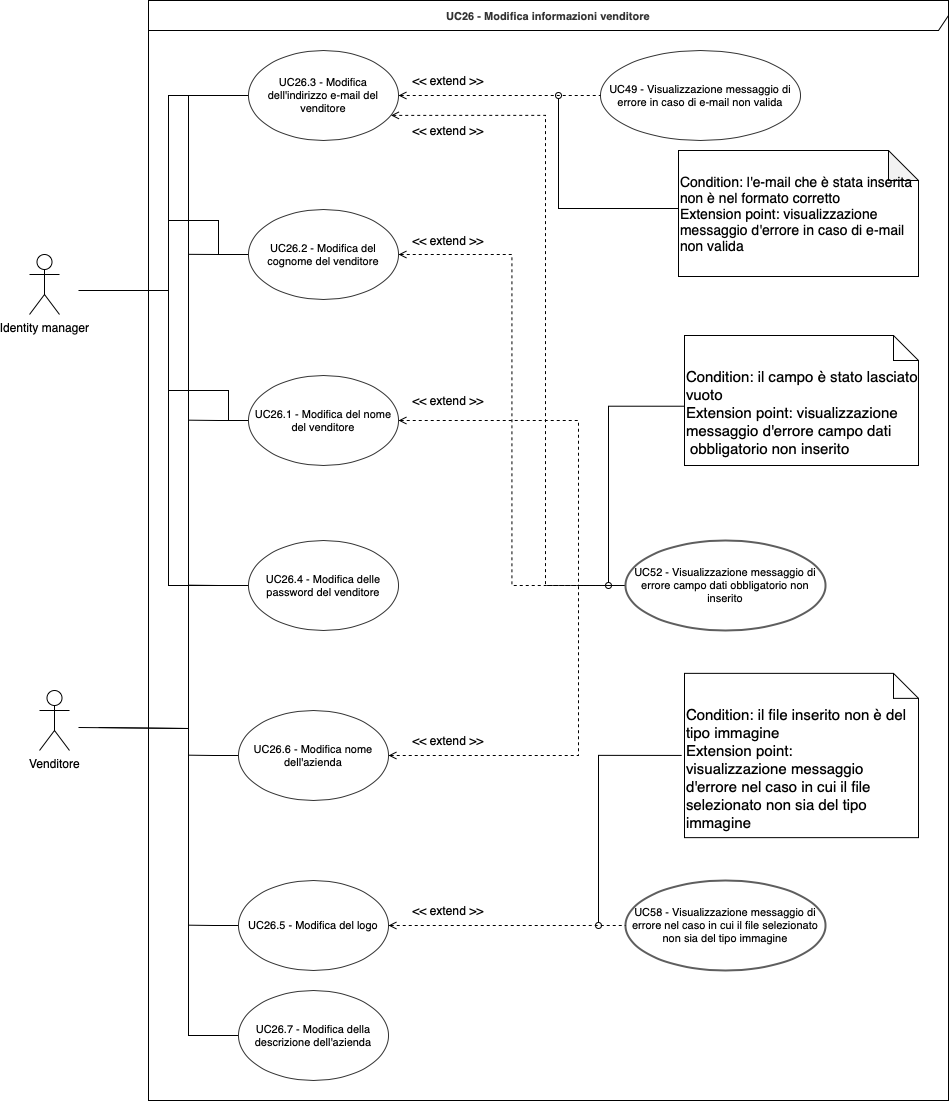 UC26 - Modifica informazioni venditore
UC26.3 - Modifica
dell'indirizzo e-mail del
venditore
<< extend >>
<< extend >>
UC49 - Visualizzazione messaggio di
errore in caso di e-mail non valida
Condition: l'e-mail che è stata inserita
non è nel formato corretto
Extension point: visualizzazione
messaggio d'errore in caso di e-mail
non valida
UC26.2 - Modifica del
cognome del venditore
<< extend >>
Identity manager
Condition: il campo è stato lasciato
vuoto
Extension point: visualizzazione
messaggio d'errore campo dati
obbligatorio non inserito
UC26.1 - Modifica del nome
del venditore
<< extend >>
UC26.4 - Modifica delle
password del venditore
UC52 - Visualizzazione messaggio di
errore campo dati obbligatorio non
inserito
Venditore
UC26.6 - Modifica nome
dell'azienda
<< extend >>
Condition: il file inserito non è del
tipo immagine
Extension point:
visualizzazione messaggio
d'errore nel caso in cui il file
selezionato non sia del tipo
immagine
UC26.5 - Modifica del logo
<< extend >>
UC58 - Visualizzazione messaggio di
errore nel caso in cui il file selezionato
non sia del tipo immagine
UC26.7 - Modifica della
descrizione dell'azienda